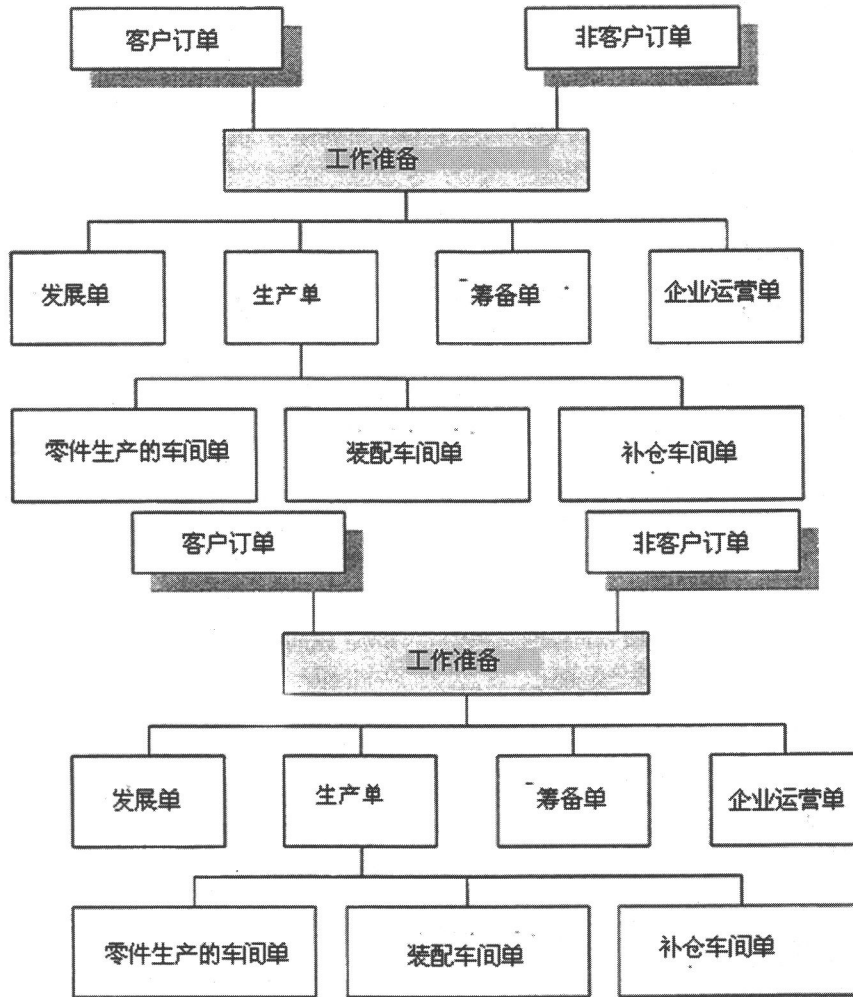 客户订单
非客户订单
工作准备
发展单
生产单
筹备单
企业运营单
零件生产的车间单
装配车间单
补仓车间单
客户订单
非客户订单
工作准备
发展单
生产单
筹备单
企业运营单
零件生产的车间单
装配车间单
补仓车间单